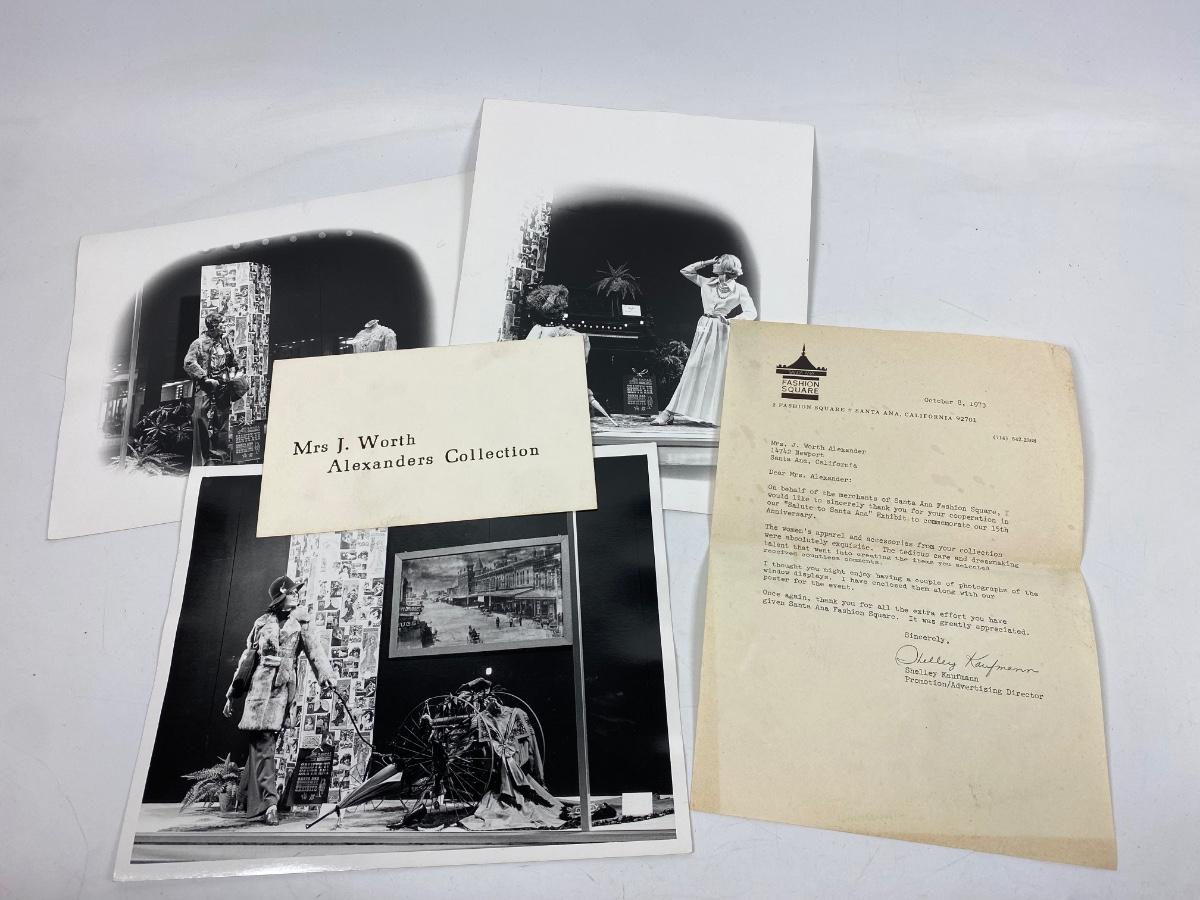 Mrs J. Worth
Alexanders Collection
FASHION
SQUARE
October 8, 1973
2 FASHION SQUARE • SANTA ANA, CALIFORNIA 92701
Mrs. J. Worth Alexander
14742 Newport
Santa Ana, California
Dear Mrs. Alexander:
On behalf of the merchants of Santa Ana Fashion Square, I
would like to sincerely thank you for your cooperation in
our "Salute to Santa Ana" Exhibit to commemorate our 15th
Anniversary.
The women's apparel and accessories from your collection
were absolutely exquisite. The tedious care and dressmaking
talent that went into creating the items you selected
received countless comments.
I thought you might enjoy having a couple of photographs of the
window displays. I have enclosed them along with our
poster for the event.
Once again, thank you for all the extra effort you have
given Santa Ana Fashion Square. It was greatly appreciated.
Sincerely,
Shelley Kaufmann
Shelley Kaufmann
Promotion/Advertising Director